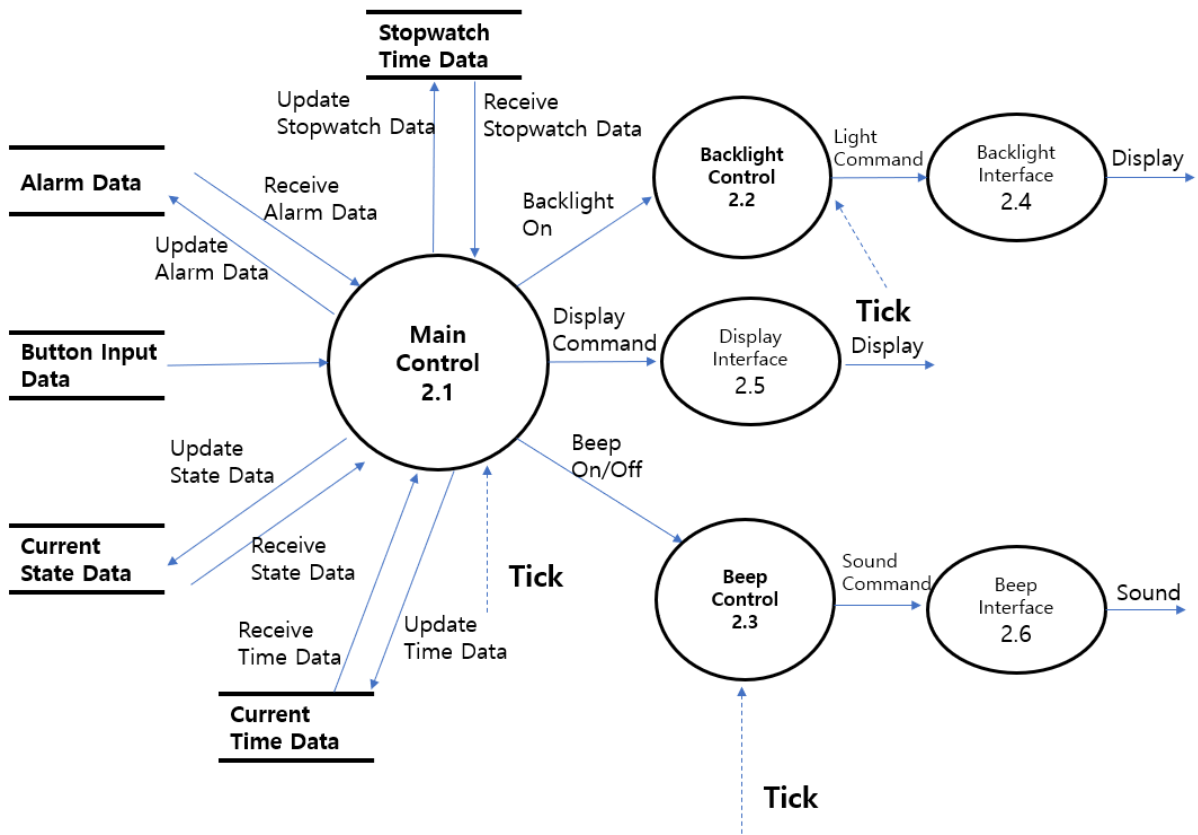 Stopwatch
Time Data
Update
Stopwatch Data
Receive
Stopwatch Data
Alarm Data
Receive
Alarm Data
Update
Alarm Data
Backlight
On
Backlight
Control
2.2
Light
Command
Backlight
Interface
2.4
Display
Tick
Button Input
Data
Main
Control
2.1
Display
Command
Display
Interface
2.5
Display
Update
State Data
Beep
On/Off
Current
State Data
Receive
State Data
Tick
Receive
Time Data
Update
Time Data
Beep
Control
2.3
Sound
Command
Beep
Interface
2.6
Sound
Current
Time Data
Tick